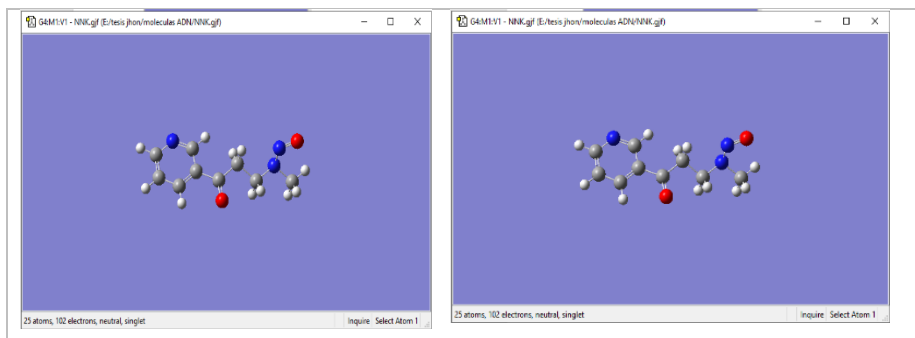 G4:M1:V1 - NNK.gjf (E:/tesis jhon/moleculas ADN/NNK.gjf)
G4:M1:V1 - NNK.gjf (E:/tesis jhon/moleculas ADN/NNK.gjf)
25 atoms, 102 electrons, neutral, singlet
Inquire Select Atom 1
25 atoms, 102 electrons, neutral, singlet
Inquire Select Atom 1